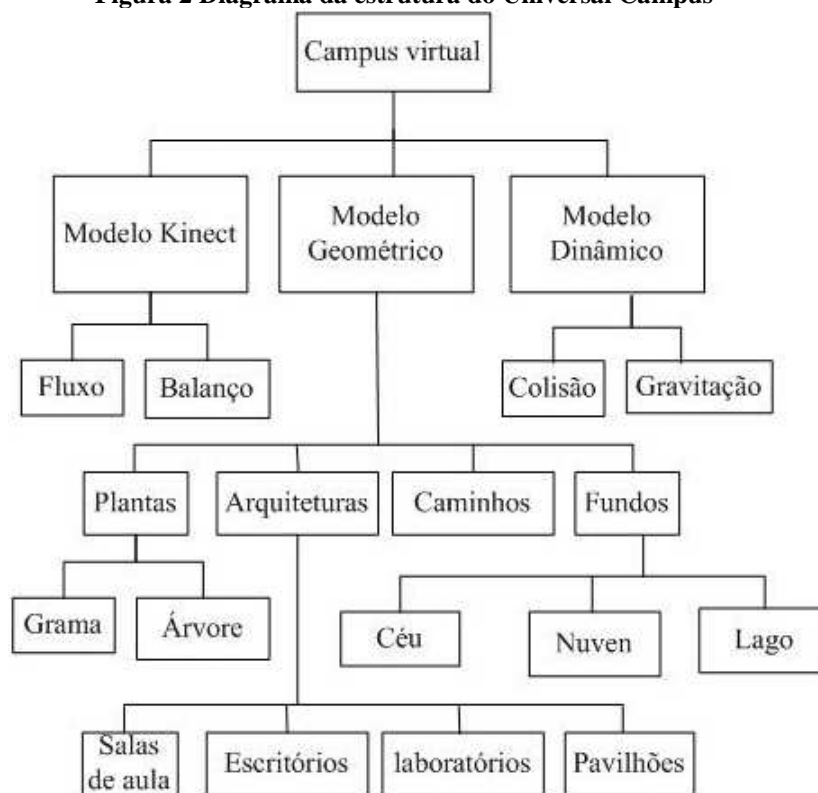 Figura 2 Diagrama da estrutura do Universal Campus
Campus virtual
Modelo Kinect
Modelo
Geométrico
Modelo
Dinâmico
Fluxo
Balanço
Colisão
Gravitação
Plantas
Arquiteturas
Caminhos
Fundos
Grama
Árvore
Céu
Nuven
Lago
Salas
de aula
Escritórios
laboratórios
Pavilhões